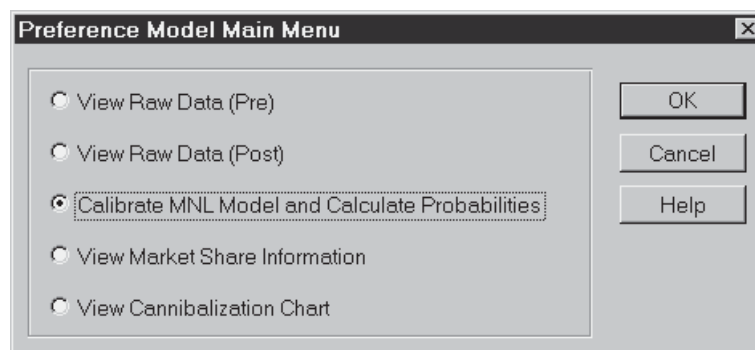 Preference Model Main Menu
View Raw Data (Pre)
OK
View Raw Data (Post)
Cancel
Calibrate MNL Model and Calculate Probabilities
Help
View Market Share Information
View Cannibalization Chart